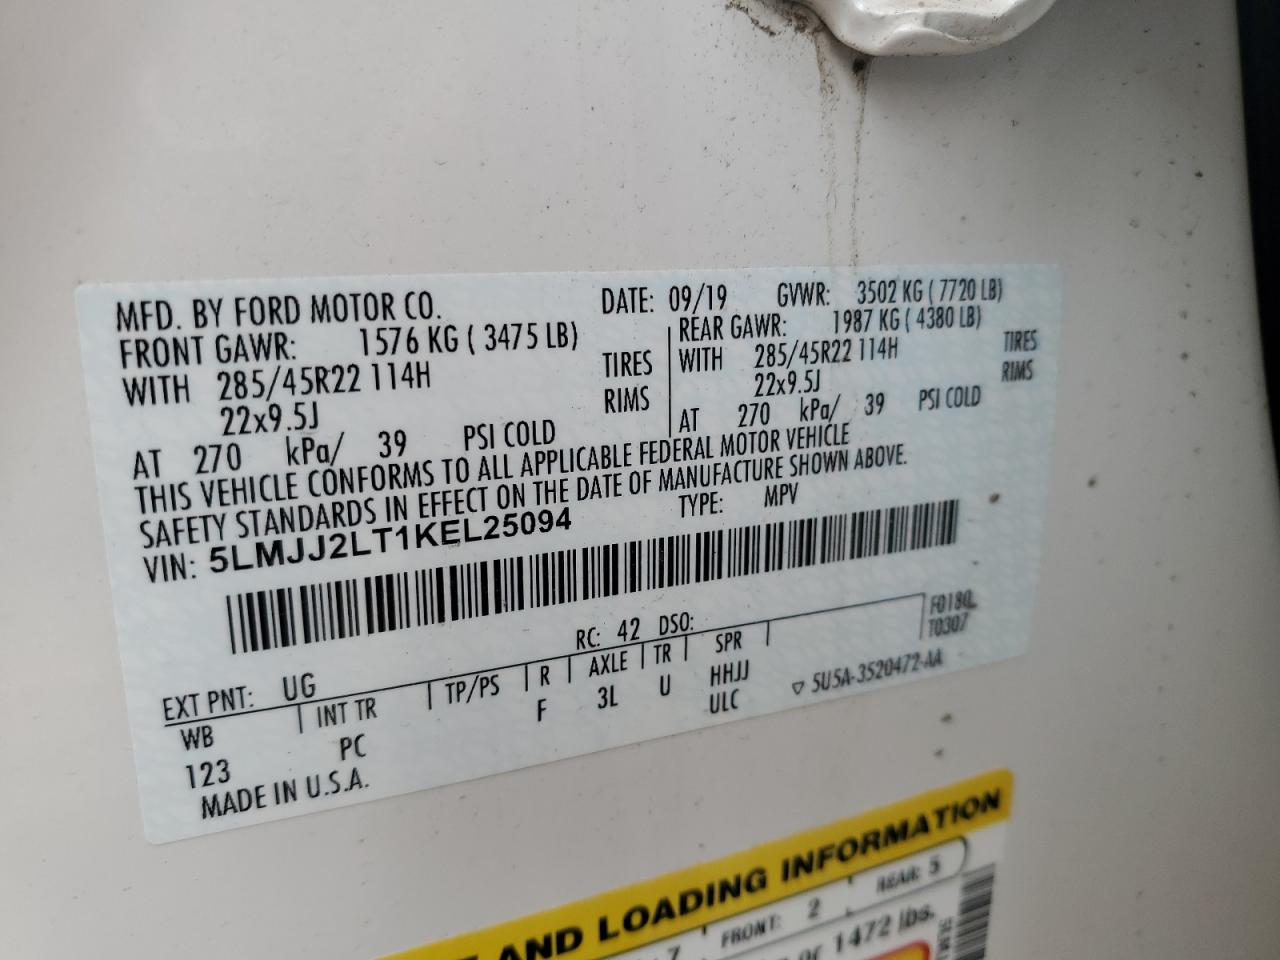 MFD. BY FORD MOTOR CO. DATE: 09/19 GVWR: 3502 KG ( 7720 LB)
FRONT GAWR: 1576 KG ( 3475 LB) REAR GAWR: 1987 KG ( 4380 LB)
WITH 285/45R22 114H TIRES WITH 285/45R22 114H TIRES
22x9.5J RIMS 22x9.5J RIMS
AT 270 kPa/ 39 PSI COLD AT 270 kPa/ 39 PSI COLD
THIS VEHICLE CONFORMS TO ALL APPLICABLE FEDERAL MOTOR VEHICLE
SAFETY STANDARDS IN EFFECT ON THE DATE OF MANUFACTURE SHOWN ABOVE.
VIN: 5LMJJ2LT1KEL25094 TYPE: MPV
F0180
T0307
EXT PNT: UG RC: 42 DSO:
WB INT TR TP/PS R AXLE TR SPR
123 PC F 3L U HHJJ
ULC
▽ 5U5A-3520472-AA
MADE IN U.S.A.
AND LOADING INFORMATION
7 FRONT: 2 REAR: 5
1472 lbs.